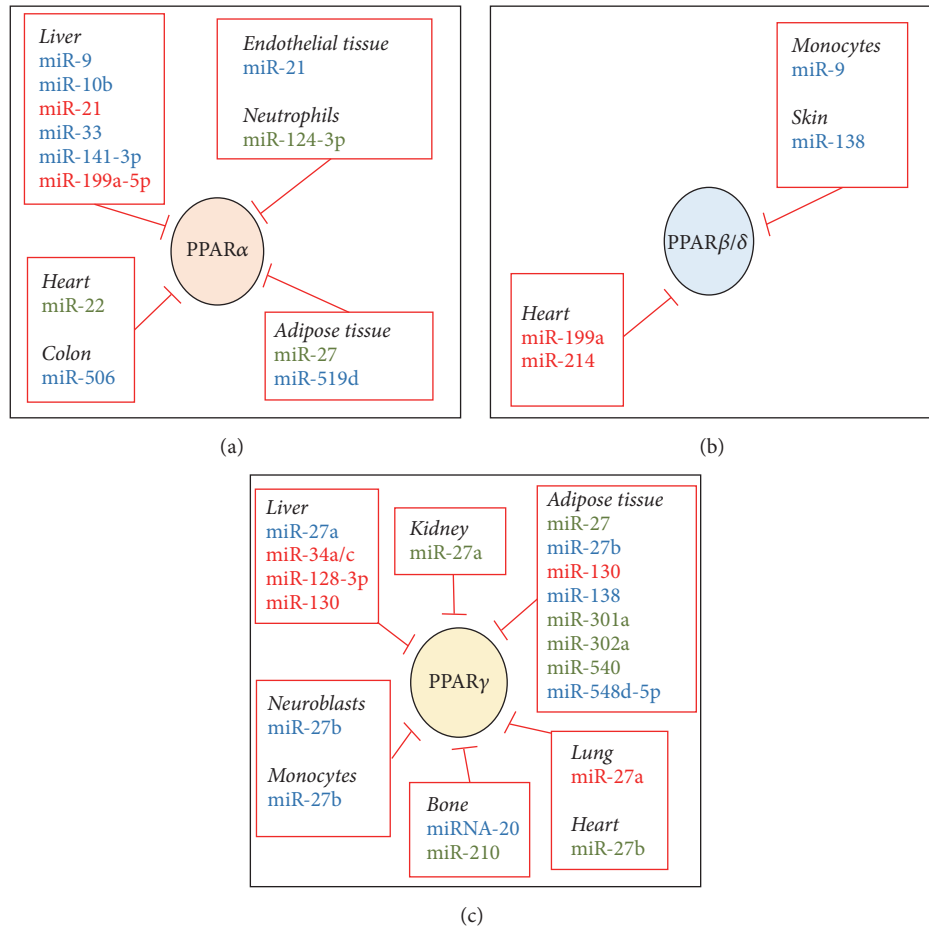 Liver
miR-9
miR-10b
miR-21
miR-33
miR-141-3p
miR-199a-5p
Endothelial tissue
miR-21
Neutrophils
miR-124-3p
PPARα
Heart
miR-22
Colon
miR-506
Adipose tissue
miR-27
miR-519d
(a)
Monocytes
miR-9
Skin
miR-138
PPARβ/δ
Heart
miR-199a
miR-214
(b)
Liver
miR-27a
miR-34a/c
miR-128-3p
miR-130
Kidney
miR-27a
Adipose tissue
miR-27
miR-27b
miR-130
miR-138
miR-301a
miR-302a
miR-540
miR-548d-5p
PPARγ
Neuroblasts
miR-27b
Monocytes
miR-27b
Bone
miRNA-20
miR-210
Lung
miR-27a
Heart
miR-27b
(c)